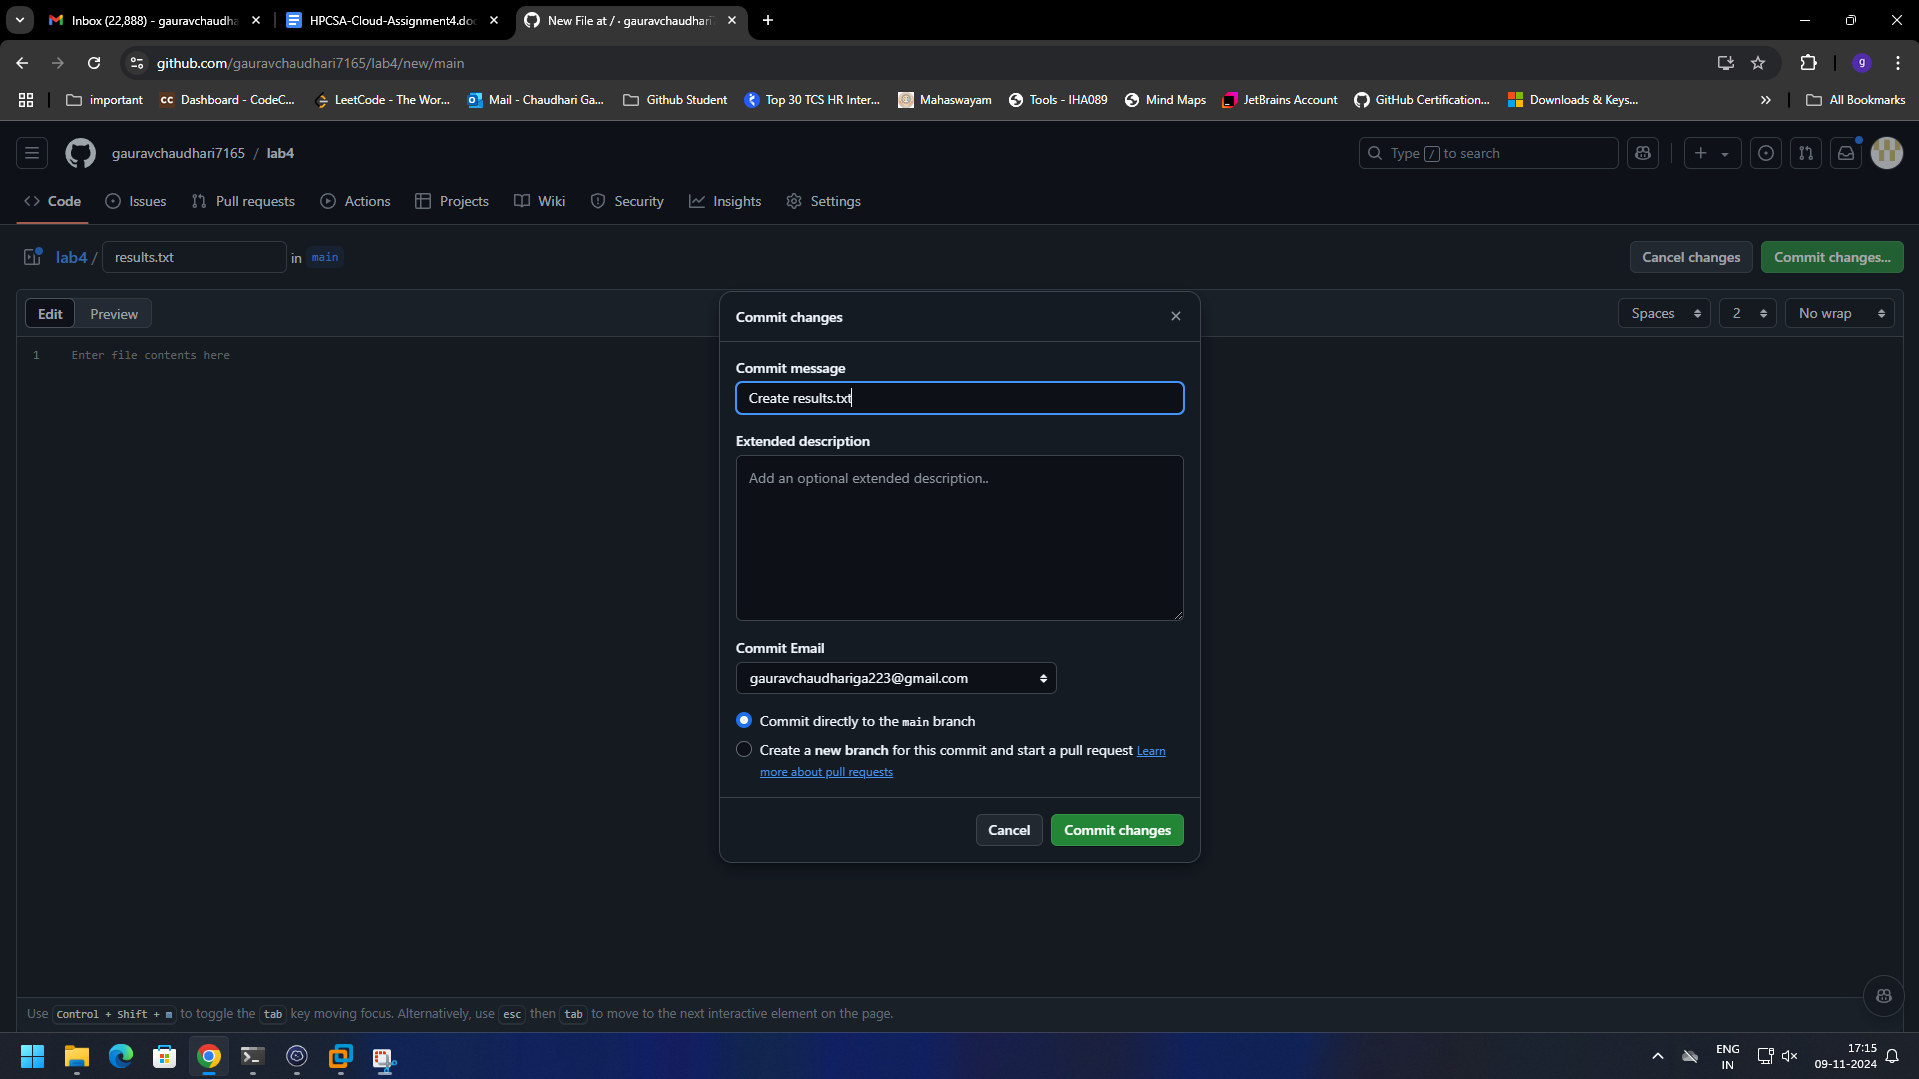 Inbox (22,888) - gauravchaudha
HPCSA-Cloud-Assignment4.doc
New File at / · gauravchaudhari
github.com/gauravchaudhari7165/lab4/new/main
g
important
CC Dashboard - CodeC...
LeetCode - The Wor...
Mail - Chaudhari Ga...
Github Student
Top 30 TCS HR Inter...
Mahaswayam
Tools - IHA089
Mind Maps
JetBrains Account
GitHub Certification...
Downloads & Keys...
All Bookmarks
gauravchaudhari7165 / lab4
Type / to search
Code
Issues
Pull requests
Actions
Projects
Wiki
Security
Insights
Settings
lab4 / results.txt in main
Cancel changes
Commit changes...
Edit
Preview
Spaces
2
No wrap
1 Enter file contents here
Commit changes
Commit message
Create results.txt
Extended description
Add an optional extended description..
Commit Email
gauravchaudhariga223@gmail.com
Commit directly to the main branch
Create a new branch for this commit and start a pull request Learn
more about pull requests
Cancel
Commit changes
Use Control + Shift + m to toggle the tab key moving focus. Alternatively, use esc then tab to move to the next interactive element on the page.
ENG
IN
17:15
09-11-2024